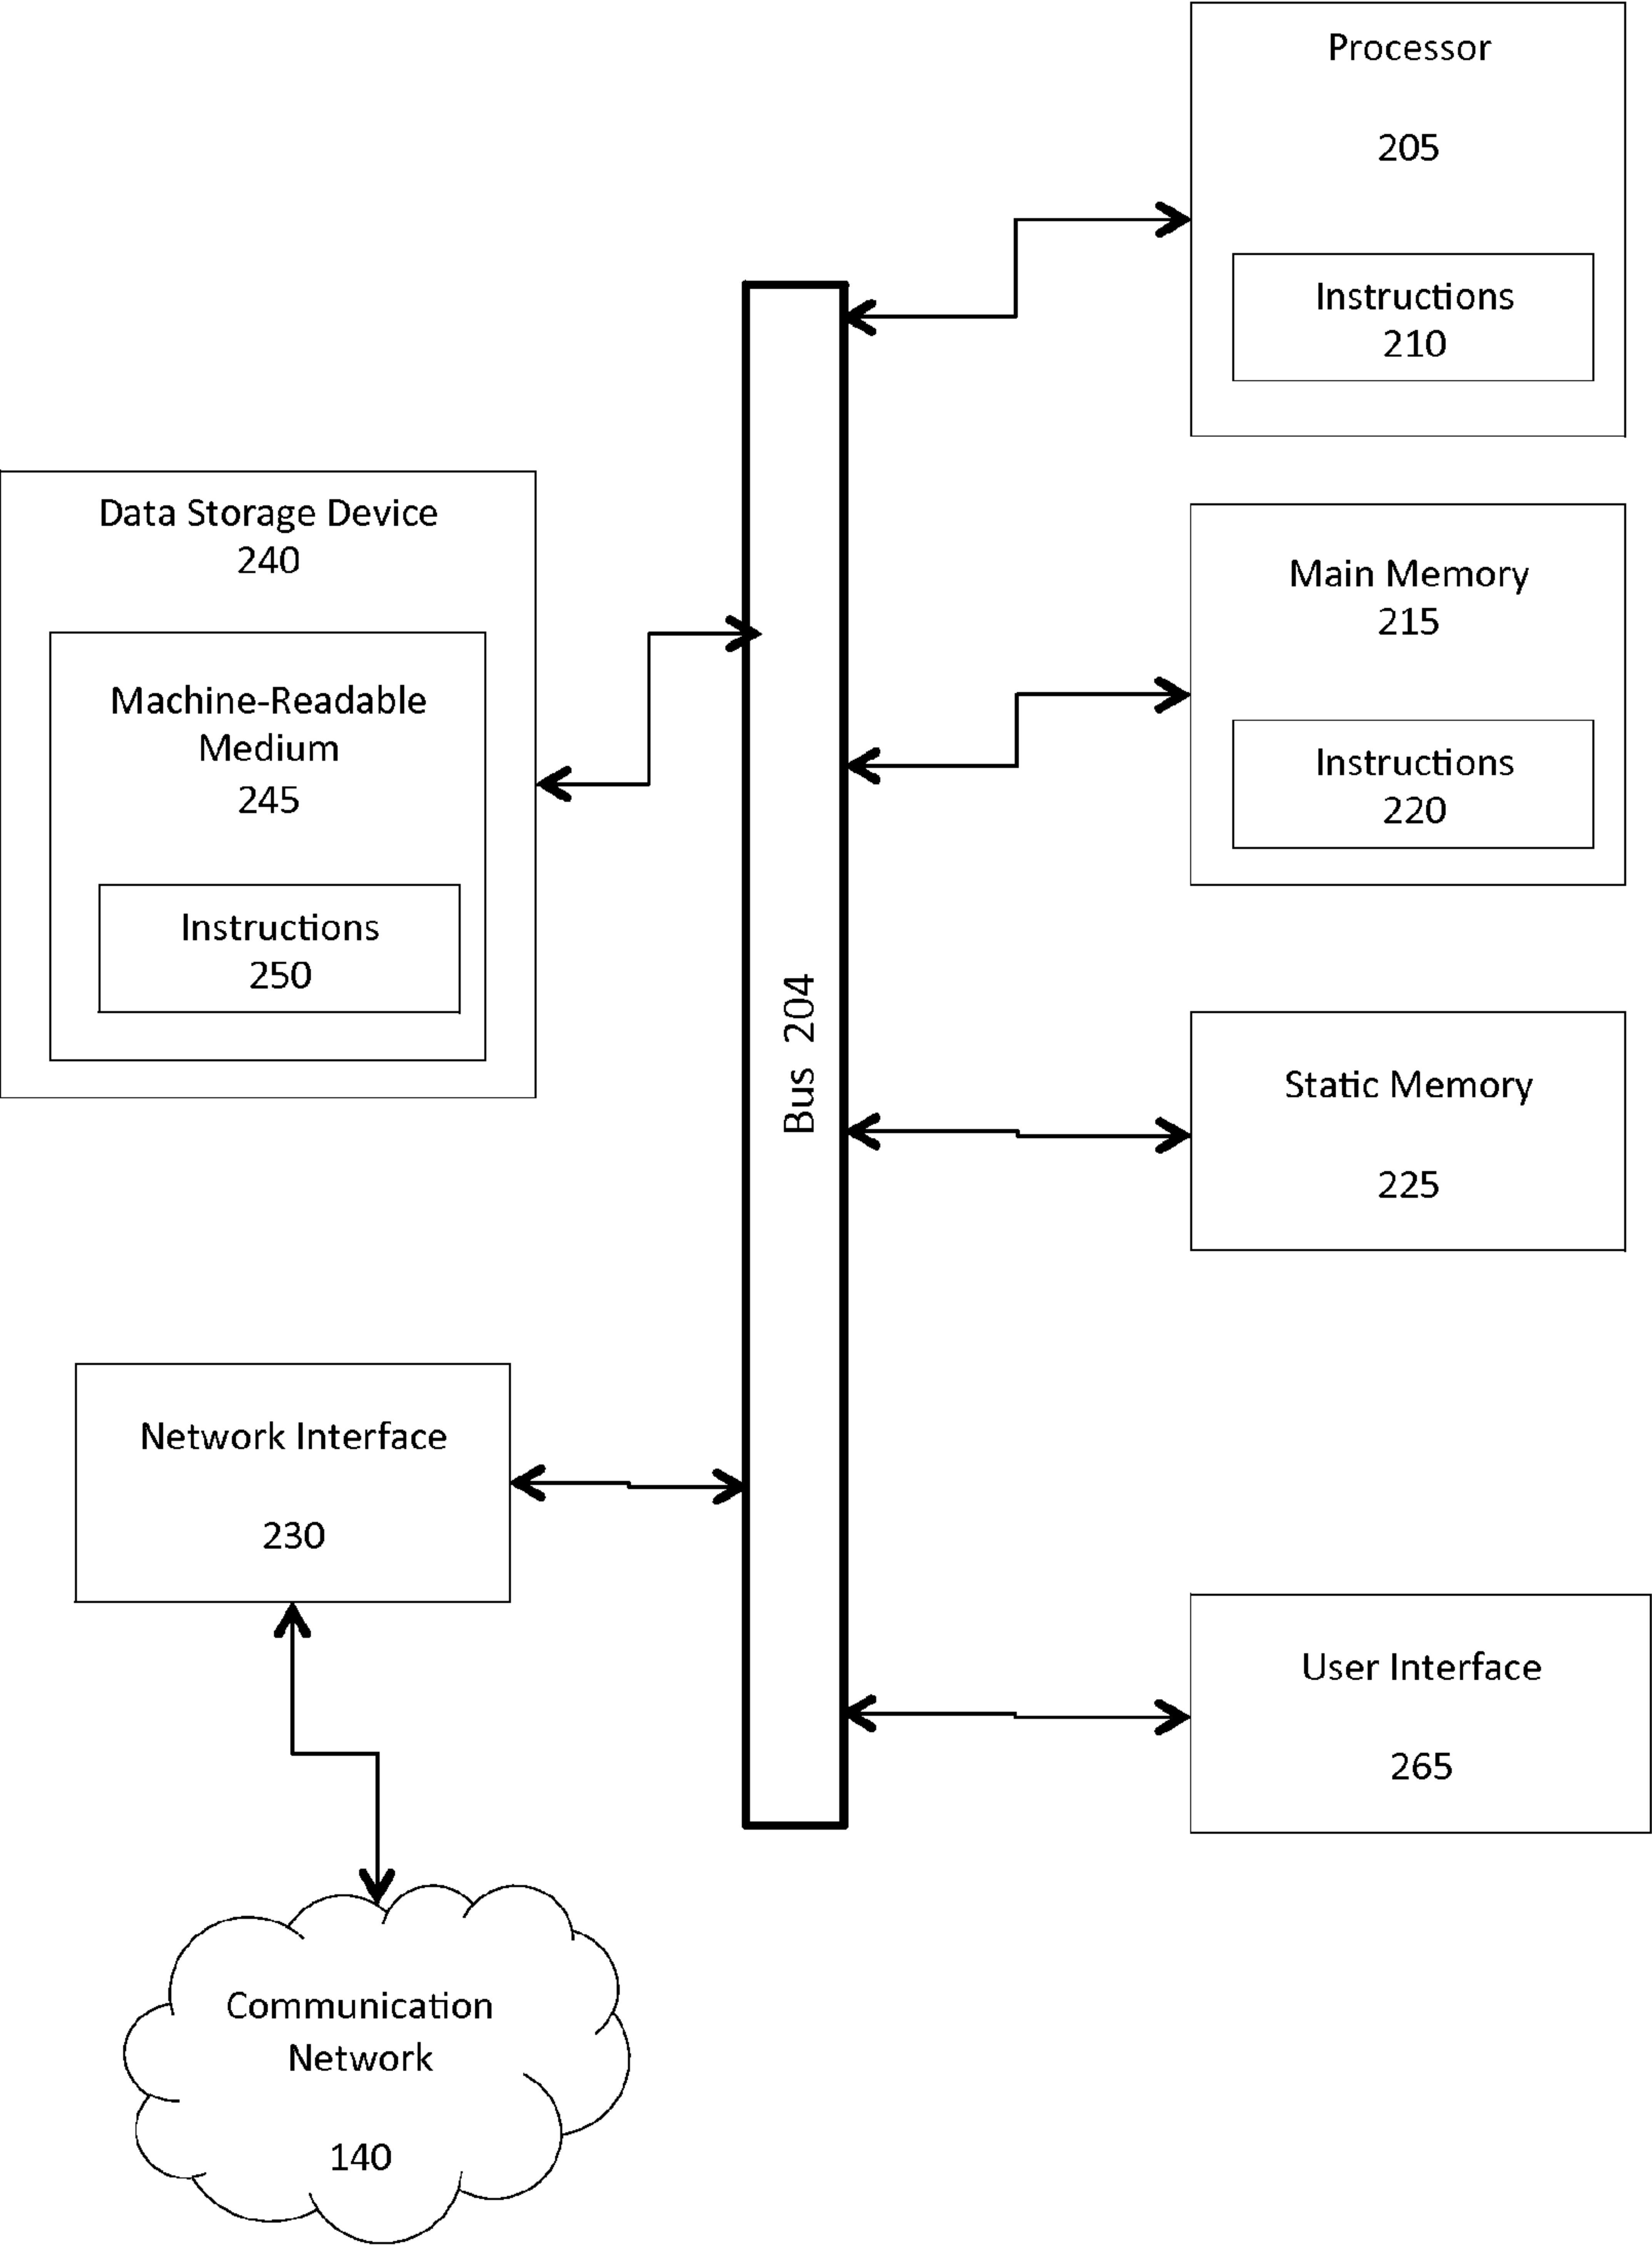 Processor
205
Instructions
210
Data Storage Device
240
Machine-Readable
Medium
245
Instructions
250
Main Memory
215
Instructions
220
Bus 204
Static Memory
225
Network Interface
230
User Interface
265
Communication
Network
140